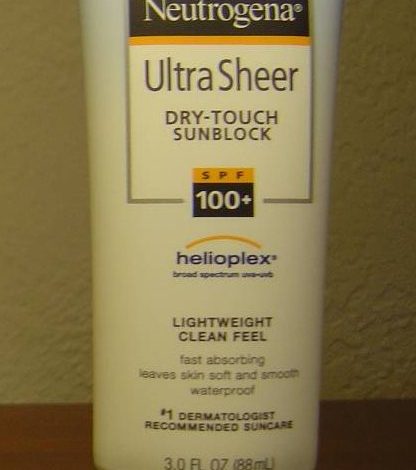 Neutrogena®
Ultra Sheer
DRY-TOUCH
SUNBLOCK
SPF
100+
helioplex®
broad spectrum uva-uvb
LIGHTWEIGHT
CLEAN FEEL
fast absorbing
leaves skin soft and smooth
waterproof
#1 DERMATOLOGIST
RECOMMENDED SUNCARE
3.0 FL OZ (88mL)